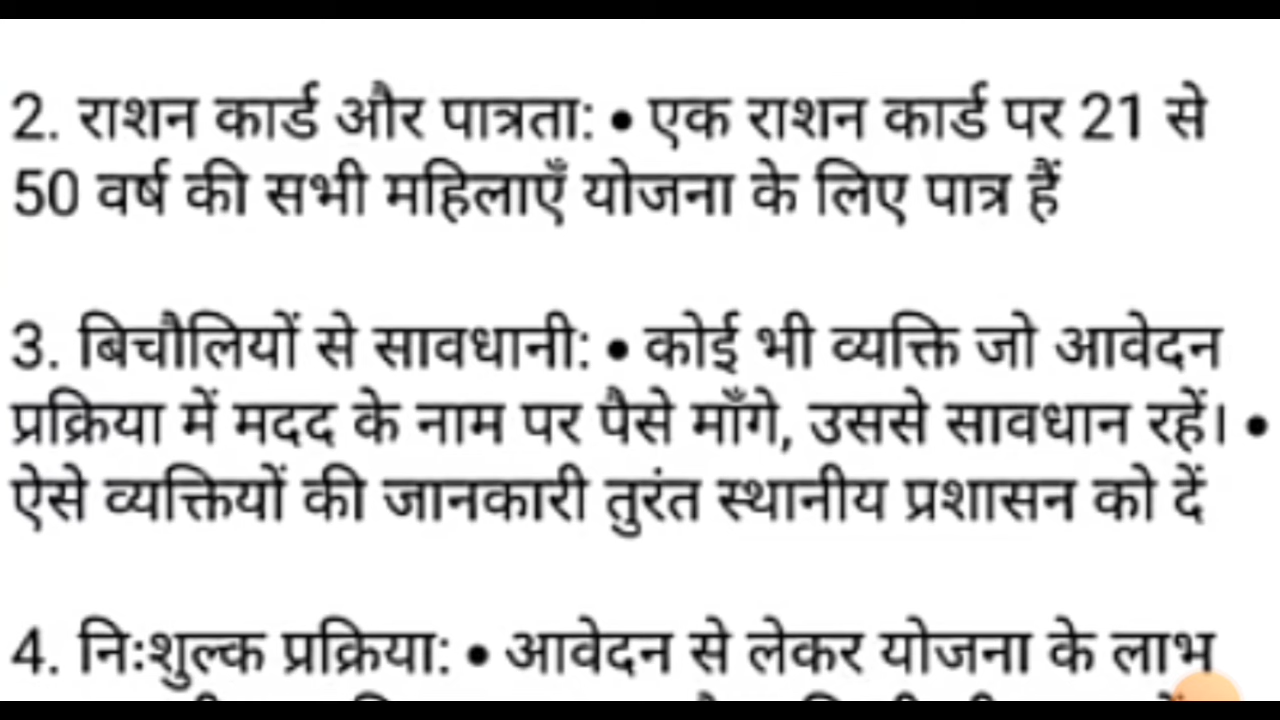 2. राशन कार्ड और पात्रता: • एक राशन कार्ड पर 21 से
50 वर्ष की सभी महिलाएँ योजना के लिए पात्र हैं
3. बिचौलियों से सावधानी: • कोई भी व्यक्ति जो आवेदन
प्रक्रिया में मदद के नाम पर पैसे माँगे, उससे सावधान रहें। •
ऐसे व्यक्तियों की जानकारी तुरंत स्थानीय प्रशासन को दें
4. निःशुल्क प्रक्रिया: • आवेदन से लेकर योजना के लाभ